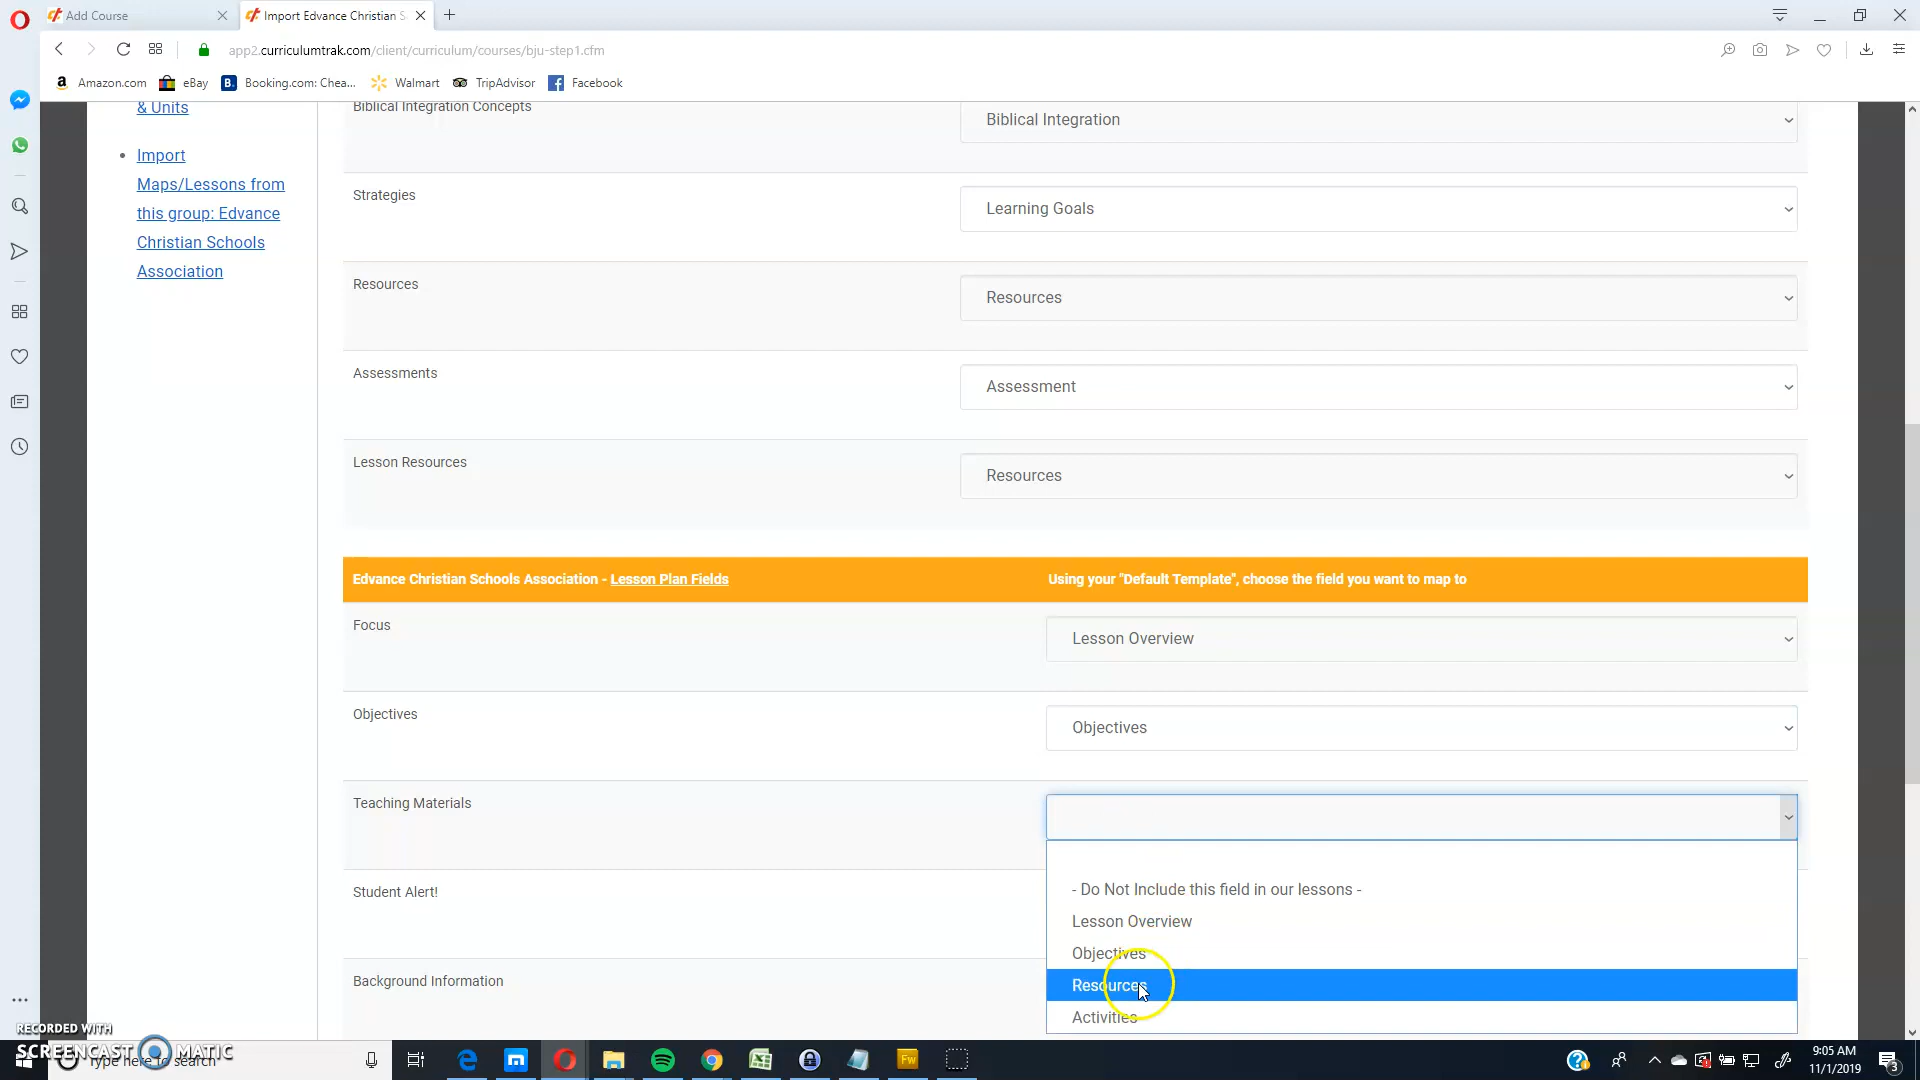 Add Course
Import Edvance Christian S
app2.curriculumtrak.com/client/curriculum/courses/bju-step1.cfm
Amazon.com
eBay
Booking.com: Chea...
Walmart
TripAdvisor
Facebook
& Units
Import
Maps/Lessons from
this group: Edvance
Christian Schools
Association
Biblical Integration Concepts
Biblical Integration
Strategies
Learning Goals
Resources
Resources
Assessments
Assessment
Lesson Resources
Resources
Edvance Christian Schools Association - Lesson Plan Fields
Using your "Default Template", choose the field you want to map to
Focus
Lesson Overview
Objectives
Objectives
Teaching Materials
- Do Not Include this field in our lessons -
Student Alert!
Lesson Overview
Objectives
Background Information
Resources
Activities
RECORDED WITH
SCREENCAST MATIC
Type here to search
Fw
9:05 AM
11/1/2019
3